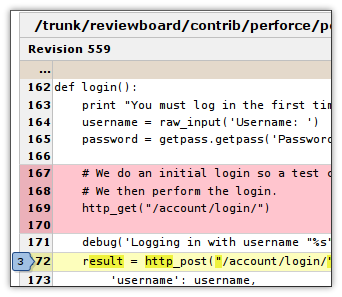 /trunk/reviewboard/contrib/perforce/p
Revision 559
...
162 def login():
163 print "You must log in the first tim
164 username = raw_input('Username: ')
165 password = getpass.getpass('Password
166
167 # We do an initial login so a test c
168 # We then perform the login.
169 http_get("/account/login/")
170
171 debug('Logging in with username "%s"
3 72 result = http_post("/account/login/"
173 'username': username,